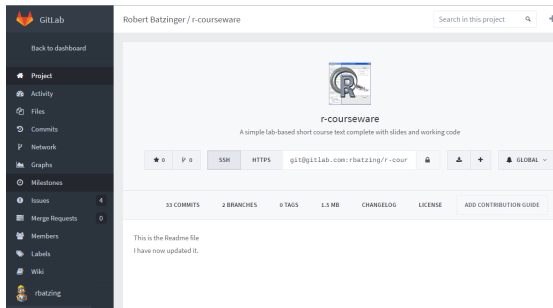 GitLab
Robert Batzinger / r-courseware
Search in this project
Back to dashboard
Project
Activity
Files
Commits
Network
Graphs
Milestones
Issues 4
Merge Requests 0
Members
Labels
Wiki
rbatzing
R
r-courseware
A simple lab-based short course text complete with slides and working code
0
0
SSH
HTTPS
git@gitlab.com:rbatzing/r-cour
GLOBAL
33 COMMITS
2 BRANCHES
0 TAGS
1.5 MB
CHANGELOG
LICENSE
ADD CONTRIBUTION GUIDE
This is the Readme file
I have now updated it.